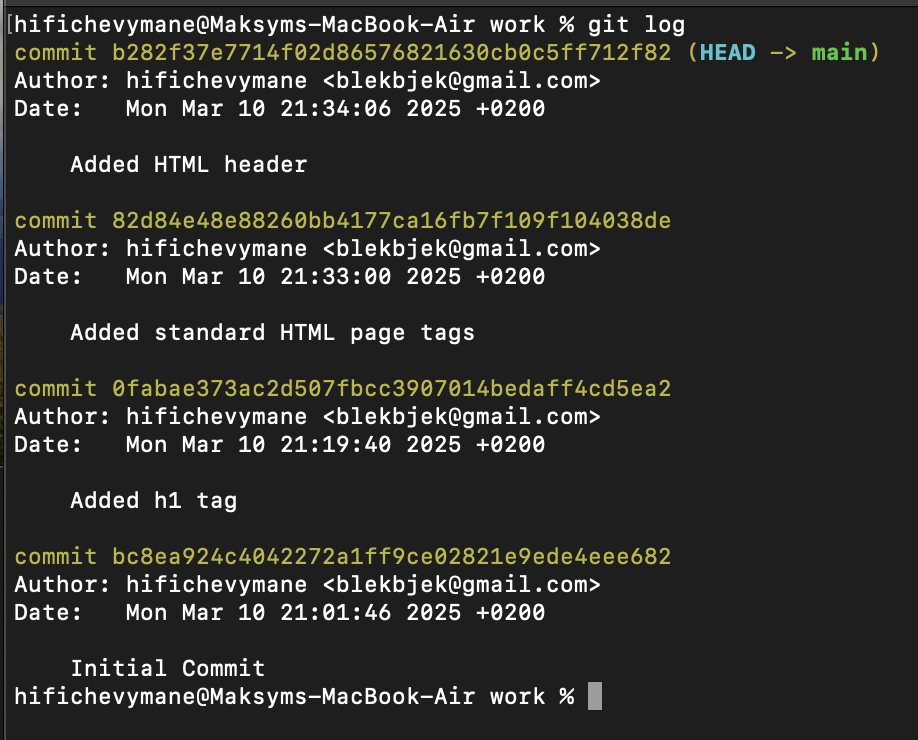 [hifichevymane@Maksyms-MacBook-Air work % git log
commit b282f37e7714f02d86576821630cb0c5ff712f82 (HEAD -> main)
Author: hifichevymane <blekbjek@gmail.com>
Date:   Mon Mar 10 21:34:06 2025 +0200
Added HTML header
commit 82d84e48e88260bb4177ca16fb7f109f104038de
Author: hifichevymane <blekbjek@gmail.com>
Date:   Mon Mar 10 21:33:00 2025 +0200
Added standard HTML page tags
commit 0fabae373ac2d507fbcc3907014bedaff4cd5ea2
Author: hifichevymane <blekbjek@gmail.com>
Date:   Mon Mar 10 21:19:40 2025 +0200
Added h1 tag
commit bc8ea924c4042272a1ff9ce02821e9ede4eee682
Author: hifichevymane <blekbjek@gmail.com>
Date:   Mon Mar 10 21:01:46 2025 +0200
Initial Commit
hifichevymane@Maksyms-MacBook-Air work %